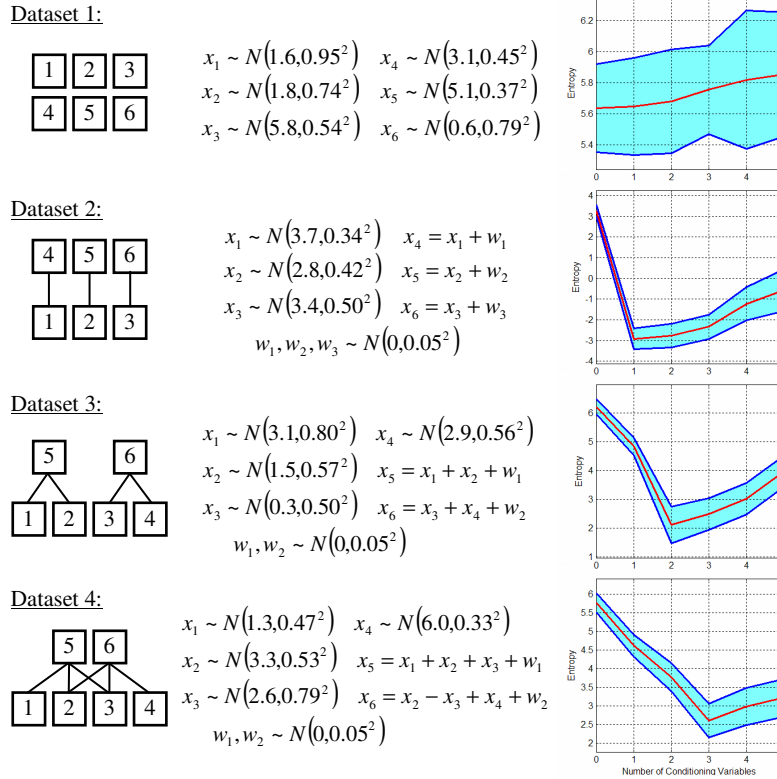 Dataset 1:
1 2 3
4 5 6
x₁ ~ N(1.6,0.95²) x₄ ~ N(3.1,0.45²)
x₂ ~ N(1.8,0.74²) x₅ ~ N(5.1,0.37²)
x₃ ~ N(5.8,0.54²) x₆ ~ N(0.6,0.79²)
6.2
6
5.8
5.6
5.4
Entropy
0 1 2 3 4
Dataset 2:
4 5 6
1 2 3
x₁ ~ N(3.7,0.34²) x₄ = x₁ + w₁
x₂ ~ N(2.8,0.42²) x₅ = x₂ + w₂
x₃ ~ N(3.4,0.50²) x₆ = x₃ + w₃
w₁, w₂, w₃ ~ N(0,0.05²)
4
3
2
1
0
-1
-2
-3
-4
Entropy
0 1 2 3 4
Dataset 3:
5 6
1 2 3 4
x₁ ~ N(3.1,0.80²) x₄ ~ N(2.9,0.56²)
x₂ ~ N(1.5,0.57²) x₅ = x₁ + x₂ + w₁
x₃ ~ N(0.3,0.50²) x₆ = x₃ + x₄ + w₂
w₁, w₂ ~ N(0,0.05²)
6
5
4
3
2
1
Entropy
0 1 2 3 4
Dataset 4:
5 6
1 2 3 4
x₁ ~ N(1.3,0.47²) x₄ ~ N(6.0,0.33²)
x₂ ~ N(3.3,0.53²) x₅ = x₁ + x₂ + x₃ + w₁
x₃ ~ N(2.6,0.79²) x₆ = x₂ − x₃ + x₄ + w₂
w₁, w₂ ~ N(0,0.05²)
6
5.5
5
4.5
4
3.5
3
2.5
2
Entropy
0 1 2 3 4
Number of Conditioning Variables